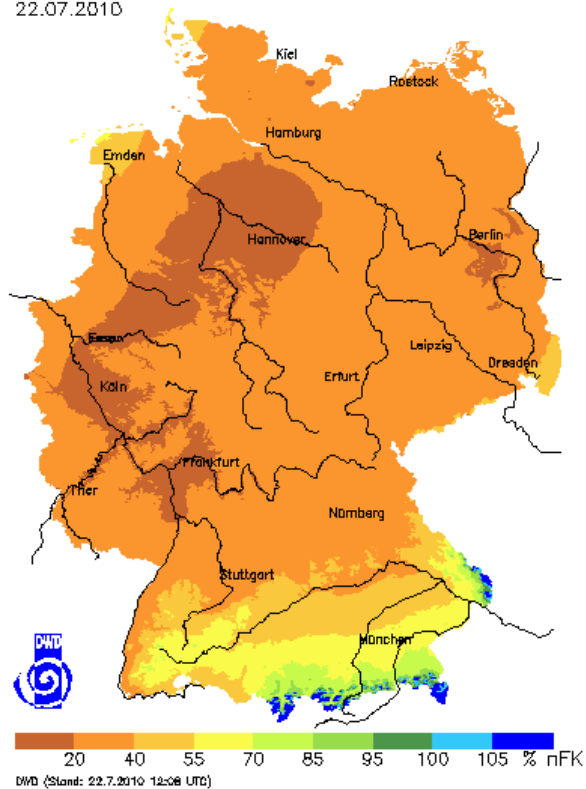 22.07.2010
Kiel
Rostock
Hamburg
Emden
Berlin
Hannover
Essen
Leipzig
Dresden
Köln
Erfurt
Frankfurt
Trier
Nürnberg
Stuttgart
München
DWD
20 40 55 70 85 95 100 105 % nFK
DWD (Stand: 22.7.2010 12:08 UTC)